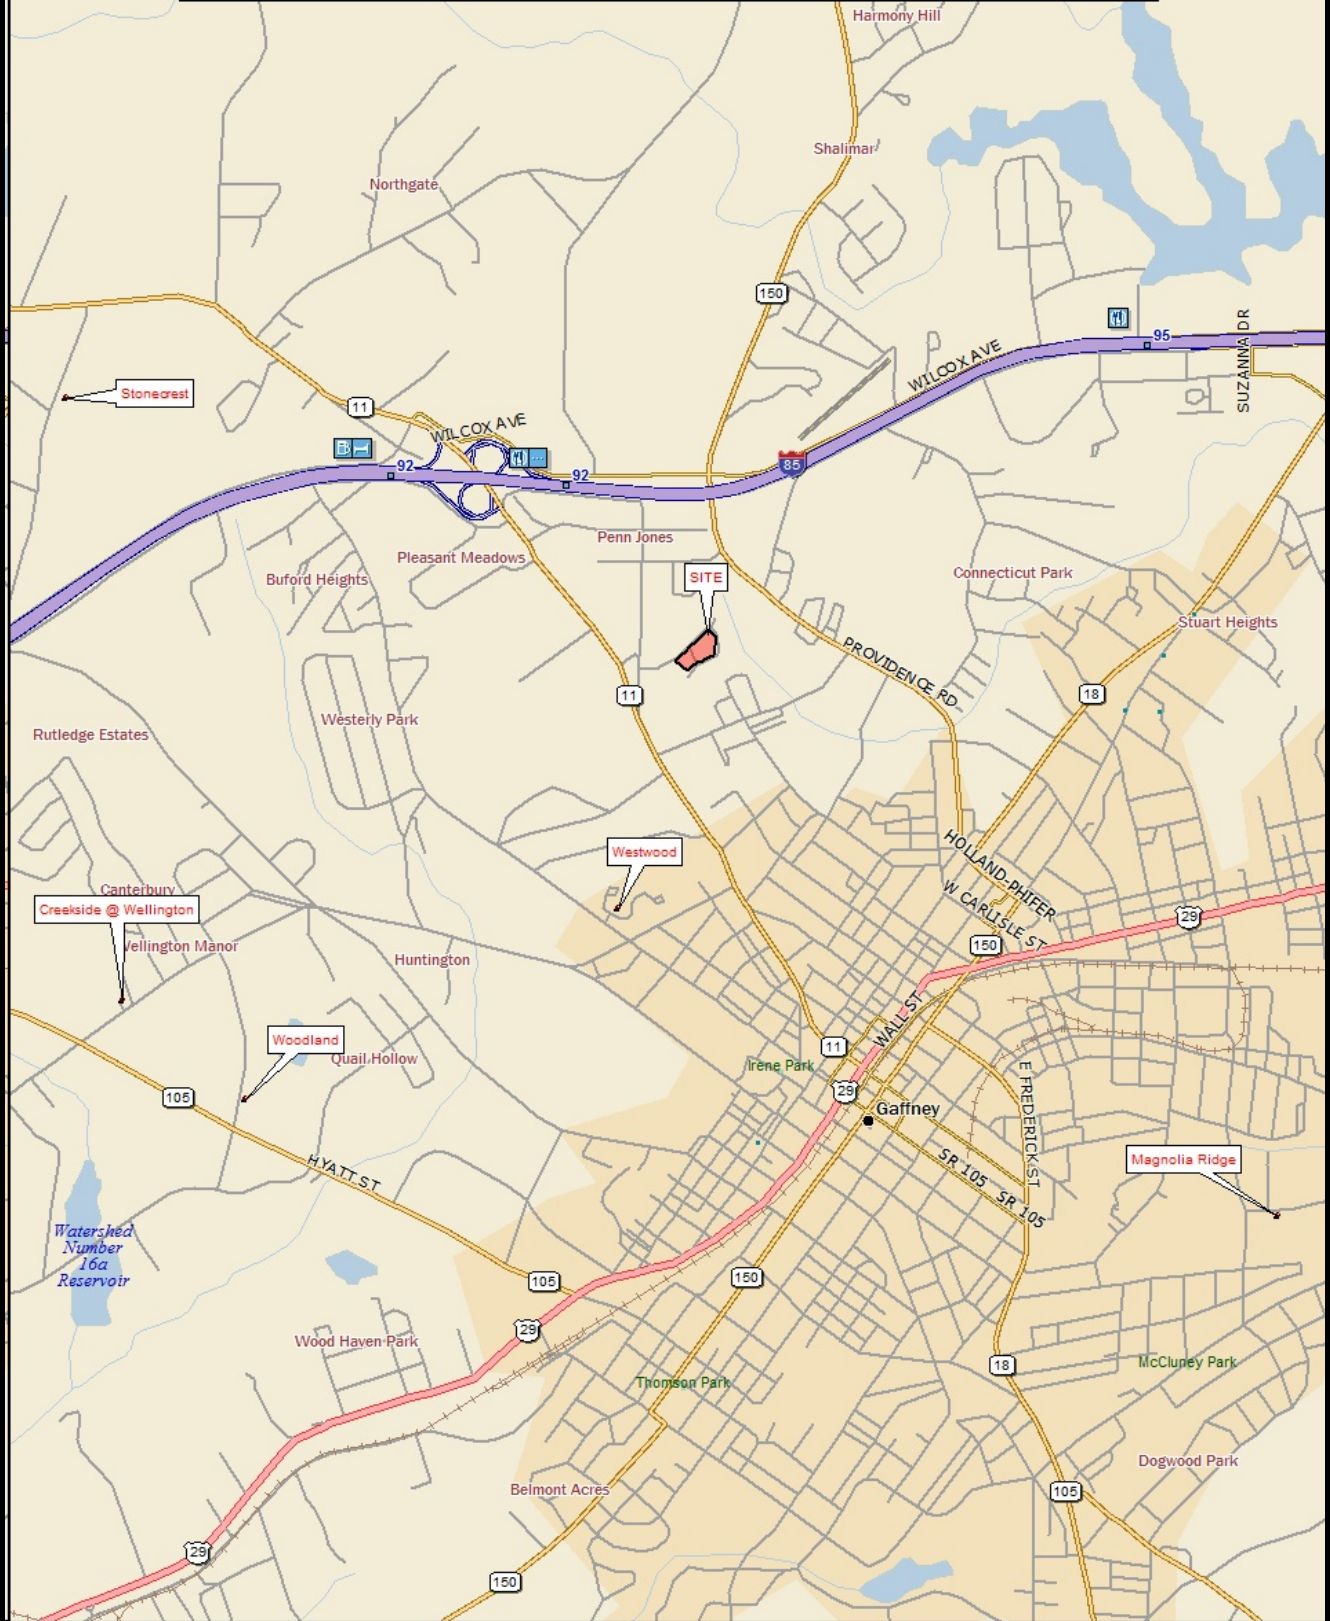 Harmony Hill
Shalimar
Northgate
150
95
SUZANNA DR
WILCOX AVE
Stonecrest
11
WILCOX AVE
92
92
85
Penn Jones
Pleasant Meadows
Buford Heights
SITE
Connecticut Park
Stuart Heights
PROVIDENCE RD
11
18
Westerly Park
Rutledge Estates
HOLLAND-PHIFER
Westwood
W CARLISLE ST
Canterbury
Creekside @ Wellington
29
150
Wellington Manor
Huntington
WALL ST
Woodland
Quail Hollow
11
Irene Park
E FREDERICK ST
29
105
Gaffney
HYATT ST
SR 105
SR 105
Magnolia Ridge
Watershed
Number
16a
Reservoir
105
150
29
Wood Haven Park
18
McCluney Park
Thomson Park
Dogwood Park
Belmont Acres
105
29
150